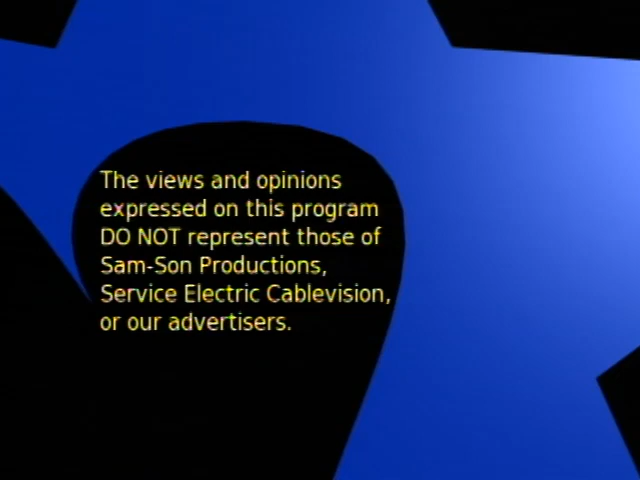 The views and opinions
expressed on this program
DO NOT represent those of
Sam-Son Productions,
Service Electric Cablevision,
or our advertisers.